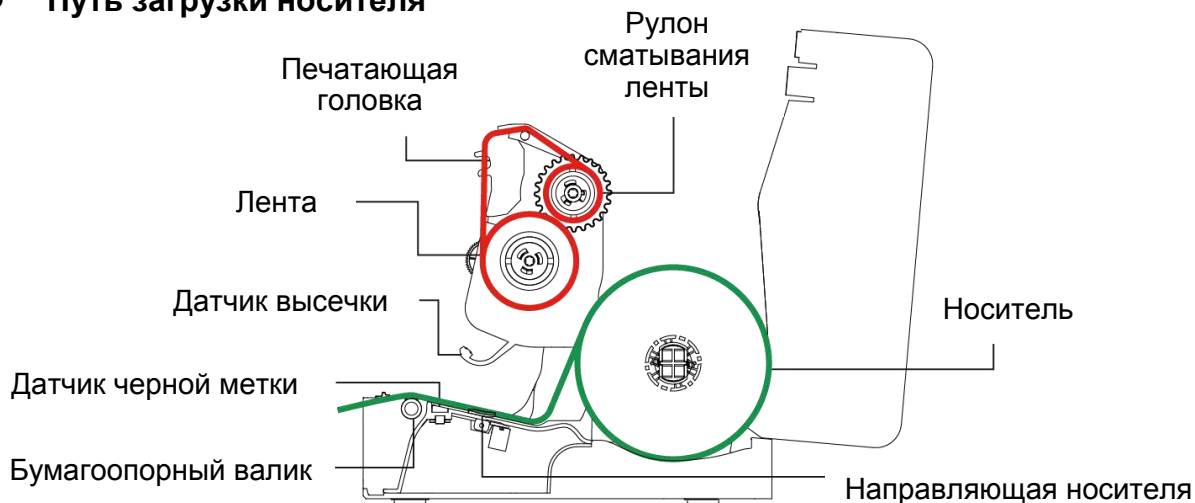 Путь загрузки носителя
Рулон
сматывания
ленты
Печатающая
головка
Лента
Датчик высечки
Носитель
Датчик черной метки
Бумагоопорный валик
Направляющая носителя